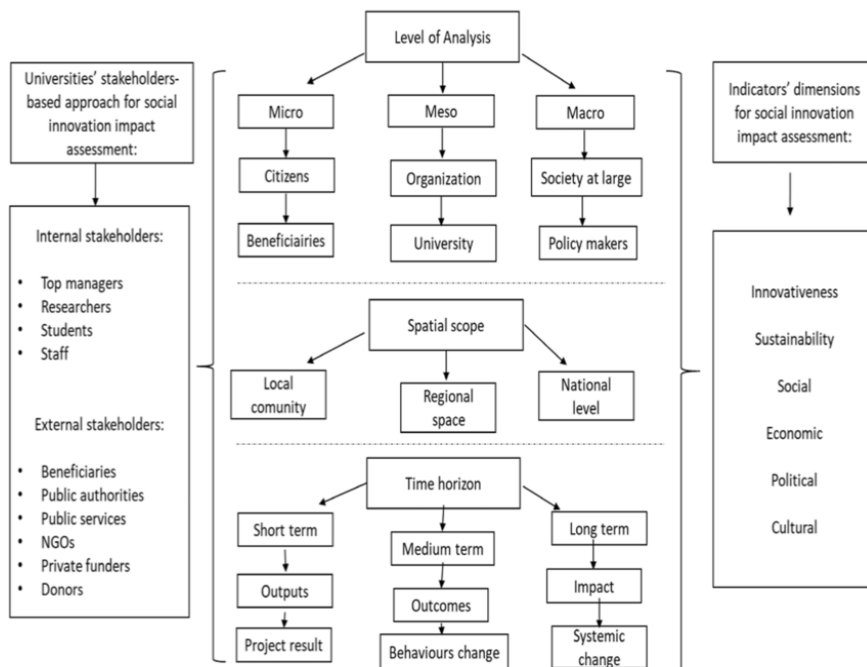 Universities' stakeholders-
based approach for social
innovation impact
assessment:
Internal stakeholders:
• Top managers
• Researchers
• Students
• Staff
External stakeholders:
• Beneficiaries
• Public authorities
• Public services
• NGOs
• Private funders
• Donors
Level of Analysis
Micro
Meso
Macro
Citizens
Organization
Society at large
Beneficiairies
University
Policy makers
Spatial scope
Local
comunity
Regional
space
National
level
Time horizon
Short term
Medium term
Long term
Outputs
Outcomes
Impact
Project result
Behaviours change
Systemic
change
Indicators' dimensions
for social innovation
impact assessment:
Innovativeness
Sustainability
Social
Economic
Political
Cultural